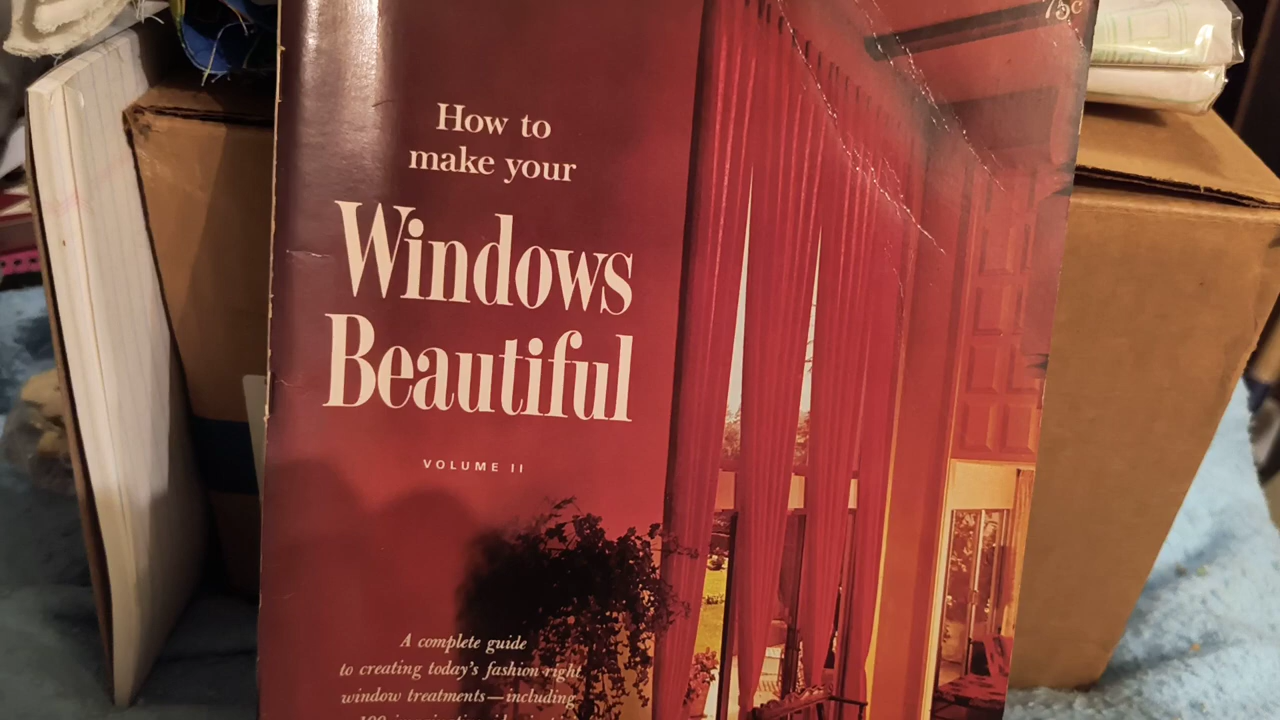 75c
How to
make your
Windows
Beautiful
VOLUME II
A complete guide
to creating today's fashion-right
window treatments—including